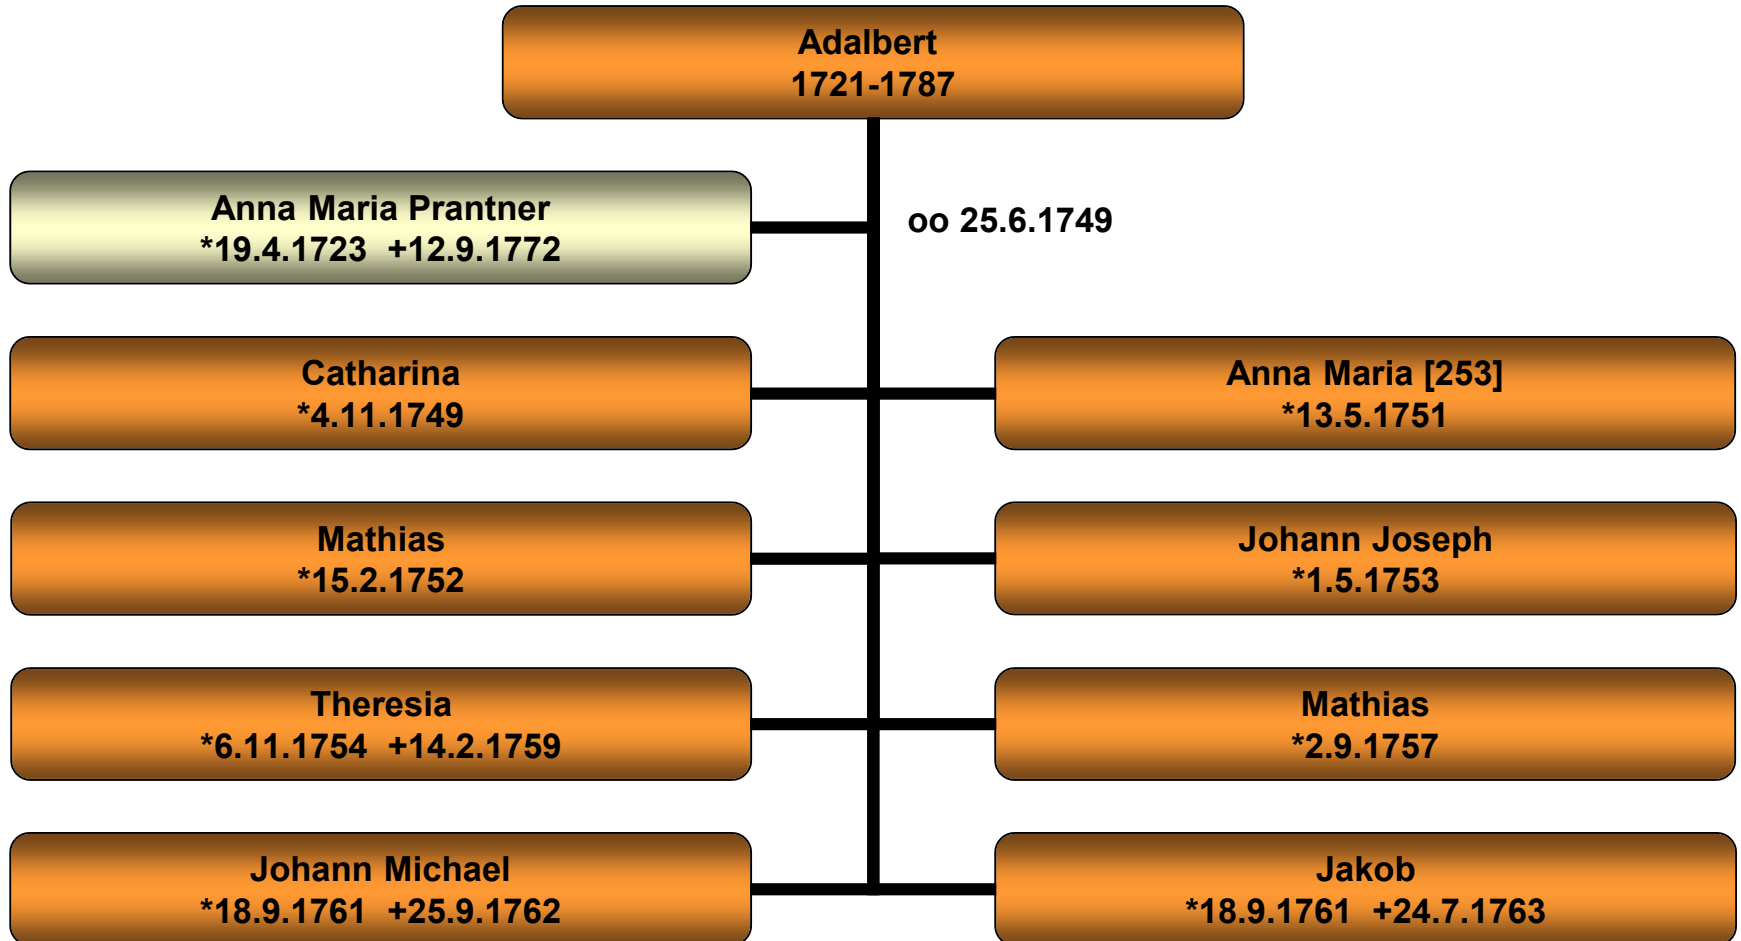 Adalbert
1721-1787
Anna Maria Prantner
*19.4.1723  +12.9.1772
oo 25.6.1749
Catharina
*4.11.1749
Anna Maria [253]
*13.5.1751
Mathias
*15.2.1752
Johann Joseph
*1.5.1753
Theresia
*6.11.1754  +14.2.1759
Mathias
*2.9.1757
Johann Michael
*18.9.1761  +25.9.1762
Jakob
*18.9.1761  +24.7.1763